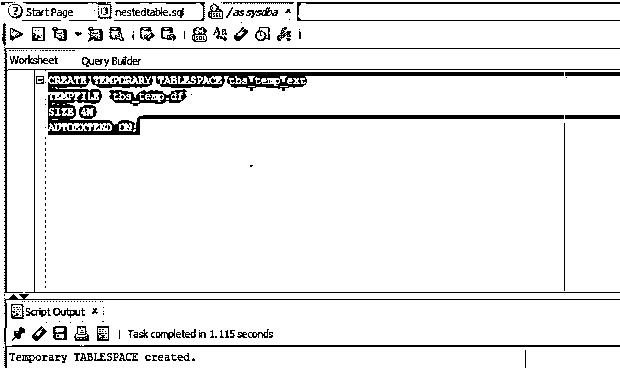 Start Page nestedtable.sql /as sysdba
Worksheet Query Builder
CREATE TEMPORARY TABLESPACE tbs_temp_ext
TEMPFILE 'tbs_temp.df'
SIZE 4M
AUTOEXTEND ON;
Script Output
Task completed in 1.115 seconds
Temporary TABLESPACE created.